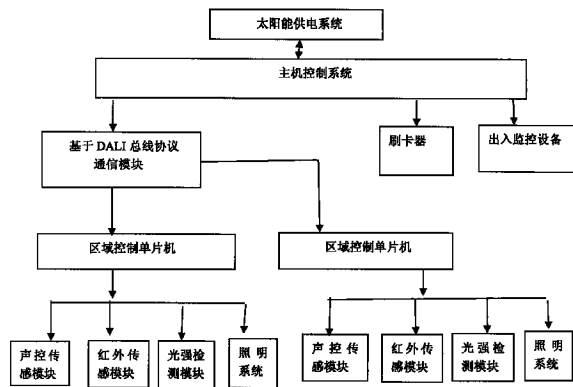 太阳能供电系统
主机控制系统
基于 DALI 总线协议
通信模块
刷卡器
出入监控设备
区域控制单片机
区域控制单片机
声控传
感模块
红外传
感模块
光强检
测模块
照明
系统
声控传
感模块
红外传
感模块
光强检
测模块
照明
系统